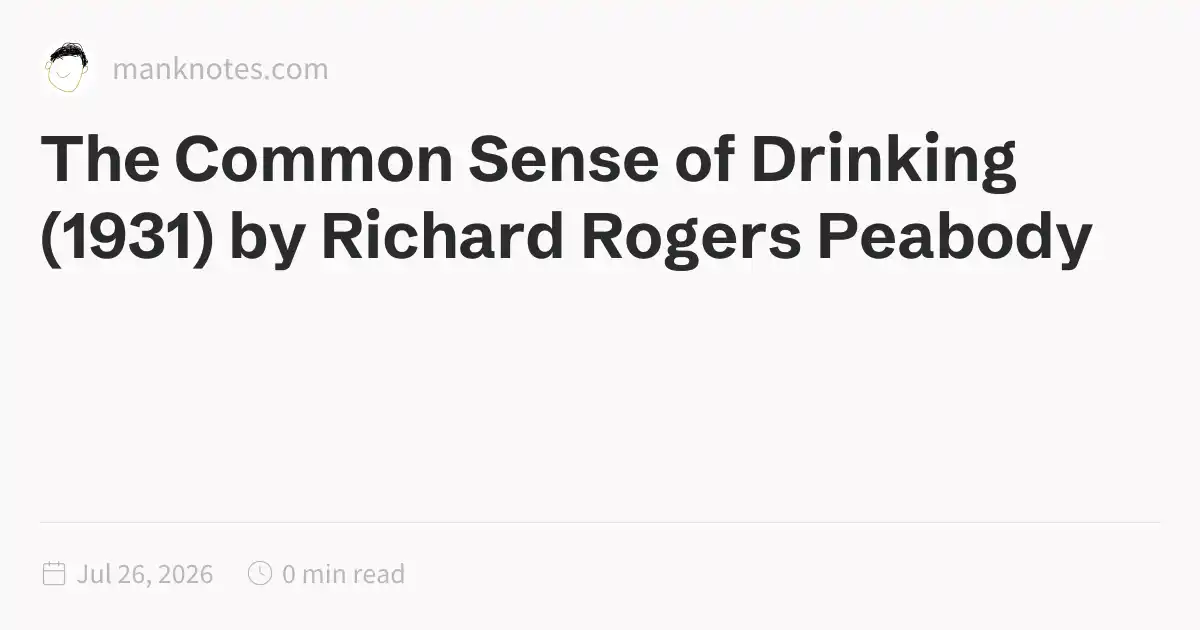 manknotes.com
The Common Sense of Drinking
(1931) by Richard Rogers Peabody
Jul 26, 2026 0 min read